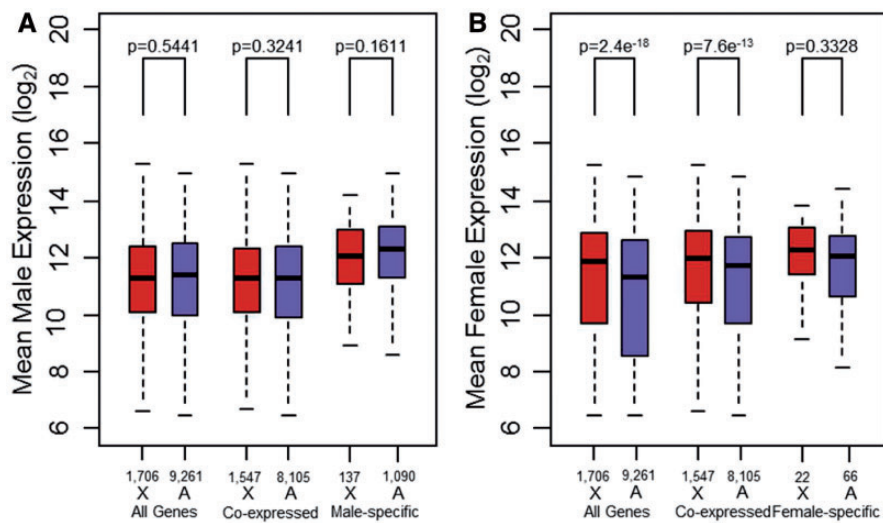 A
B
Mean Male Expression (log2)
20
18
16
14
12
10
8
6
p=0.5441 p=0.3241 p=0.1611
1,706 9,261 1,547 8,105 137 1,090
X A X A X A
All Genes Co-expressed Male-specific
Mean Female Expression (log2)
20
18
16
14
12
10
8
6
p=2.4e-18 p=7.6e-13 p=0.3328
1,706 9,261 1,547 8,105 22 66
X A X A X A
All Genes Co-expressed Female-specific